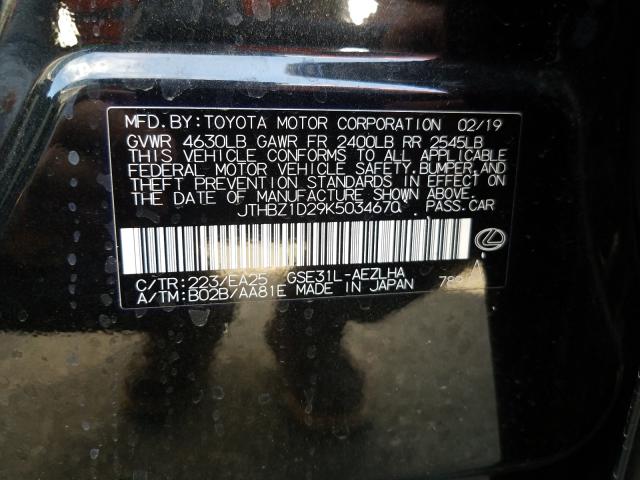 MFD.BY:TOYOTA MOTOR CORPORATION 02/19
GVWR 4630LB GAWR FR 2400LB RR 2545LB
THIS VEHICLE CONFORMS TO ALL APPLICABLE
FEDERAL MOTOR VEHICLE SAFETY,BUMPER,AND
THEFT PREVENTION STANDARDS IN EFFECT ON
THE DATE OF MANUFACTURE SHOWN ABOVE.
JTHBZ1D29K5034670 PASS.CAR
C/TR:223/EA25 GSE31L-AEZLHA
A/TM:B02B/AA81E MADE IN JAPAN